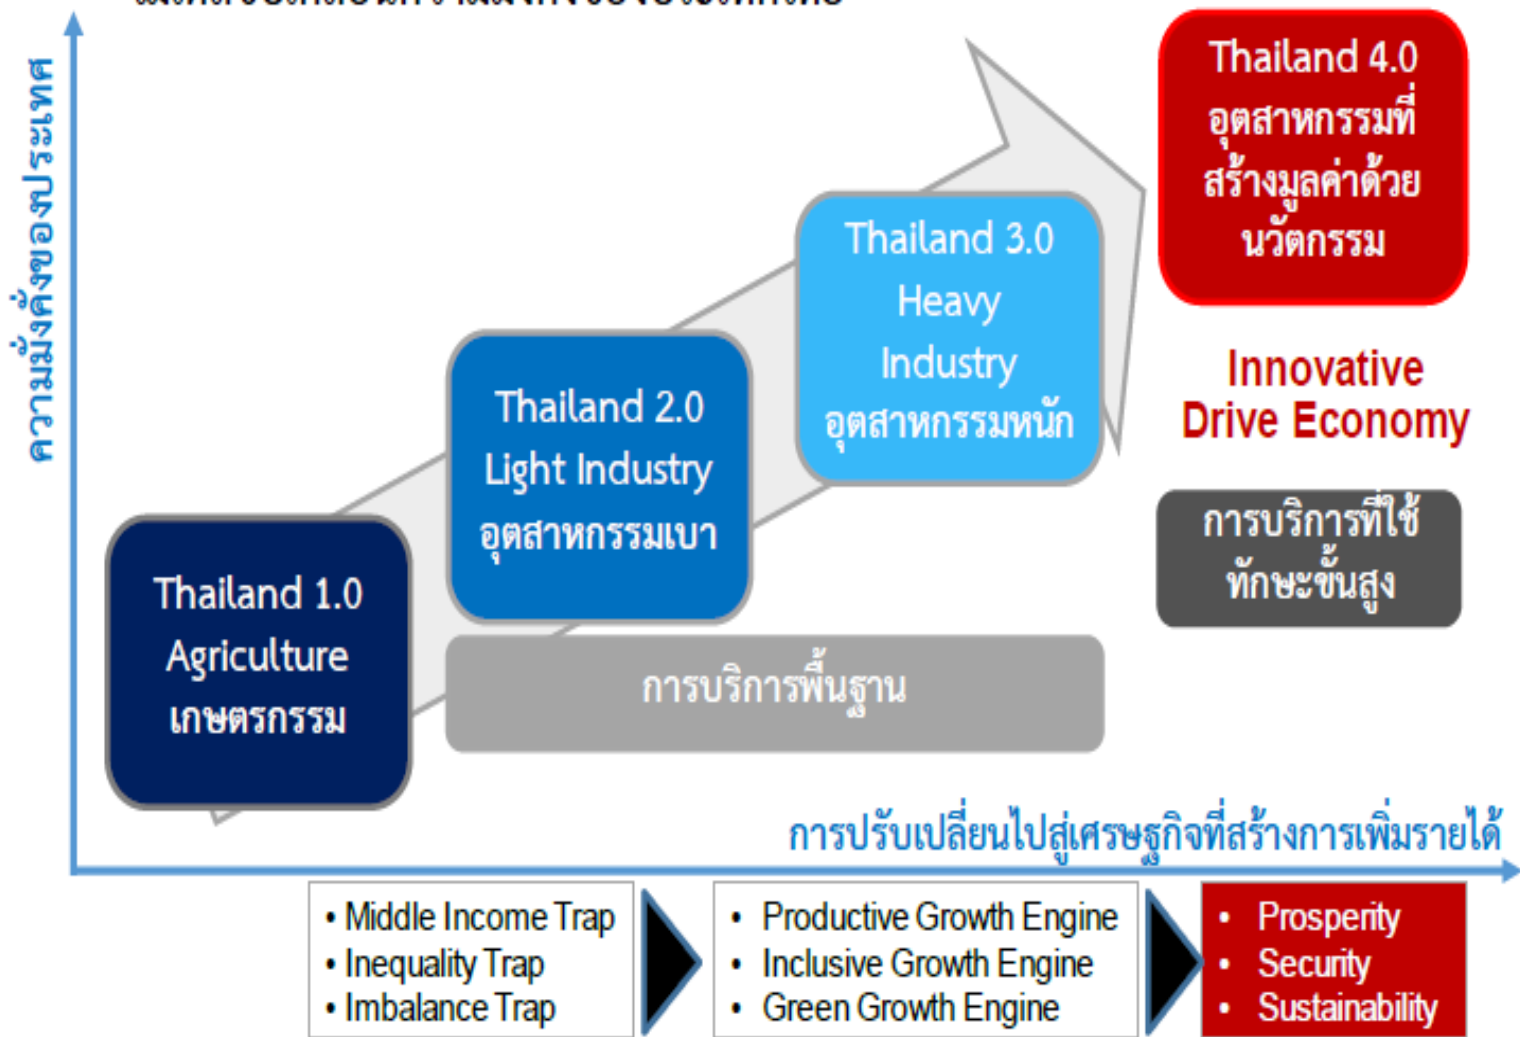 ความมั่งคั่งของประเทศ
Thailand 1.0
Agriculture
เกษตรกรรม
Thailand 2.0
Light Industry
อุตสาหกรรมเบา
Thailand 3.0
Heavy
Industry
อุตสาหกรรมหนัก
Thailand 4.0
อุตสาหกรรมที่
สร้างมูลค่าด้วย
นวัตกรรม
Innovative
Drive Economy
การบริการที่ใช้
ทักษะขั้นสูง
การบริการพื้นฐาน
การปรับเปลี่ยนไปสู่เศรษฐกิจที่สร้างการเพิ่มรายได้
• Middle Income Trap
• Inequality Trap
• Imbalance Trap
• Productive Growth Engine
• Inclusive Growth Engine
• Green Growth Engine
• Prosperity
• Security
• Sustainability